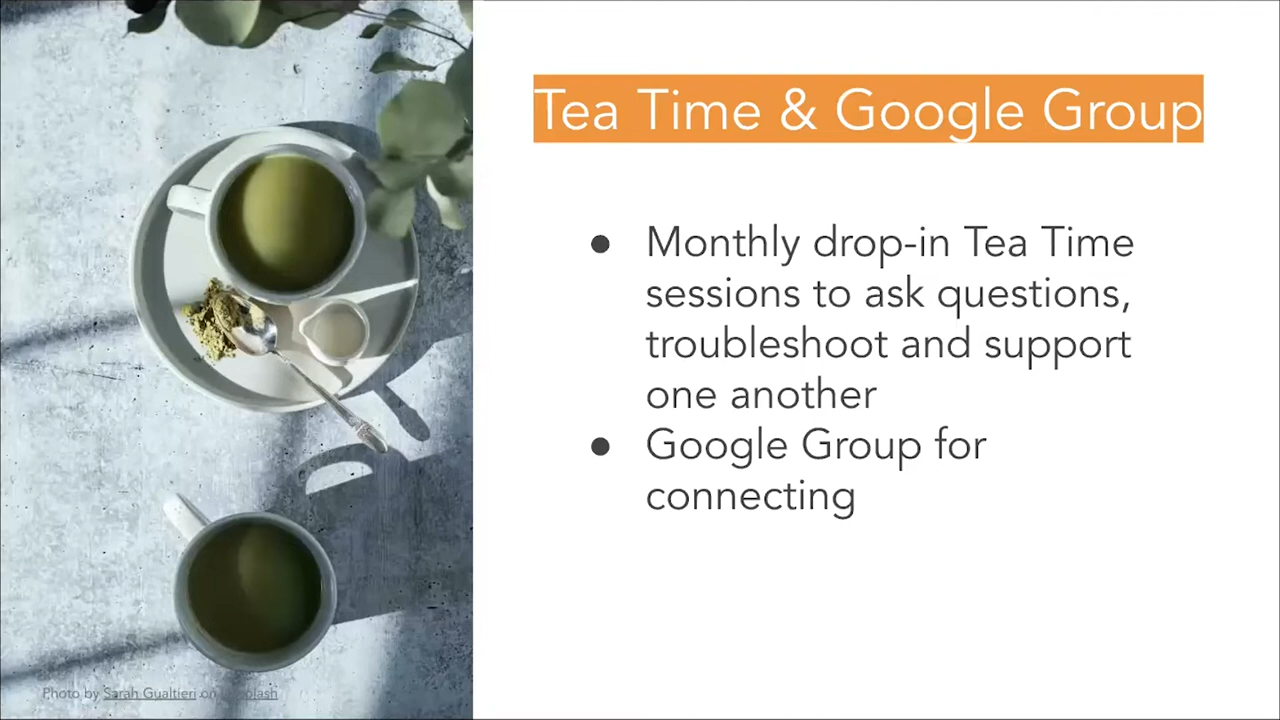 Tea Time & Google Group
● Monthly drop-in Tea Time
sessions to ask questions,
troubleshoot and support
one another
● Google Group for
connecting
Photo by Sarah Gualtieri on